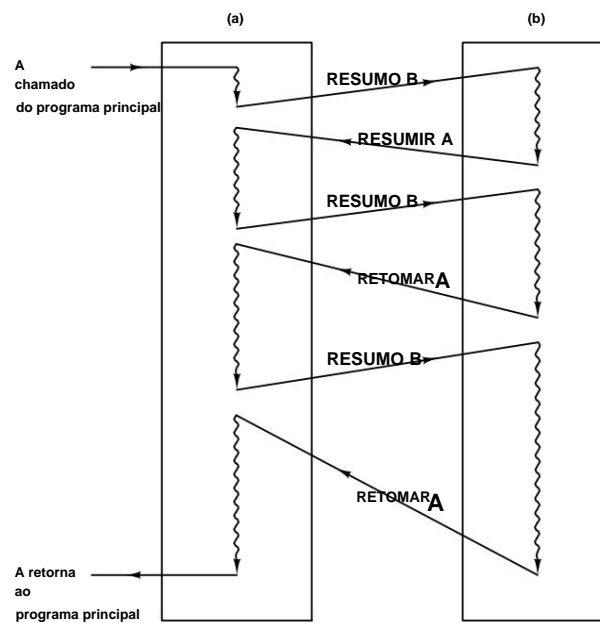 (a)
(b)
A
chamado
do programa principal
RESUMO B
RESUMIR A
RESUMO B
RETOMAR A
RESUMO B
RETOMAR A
A retorna
ao
programa principal